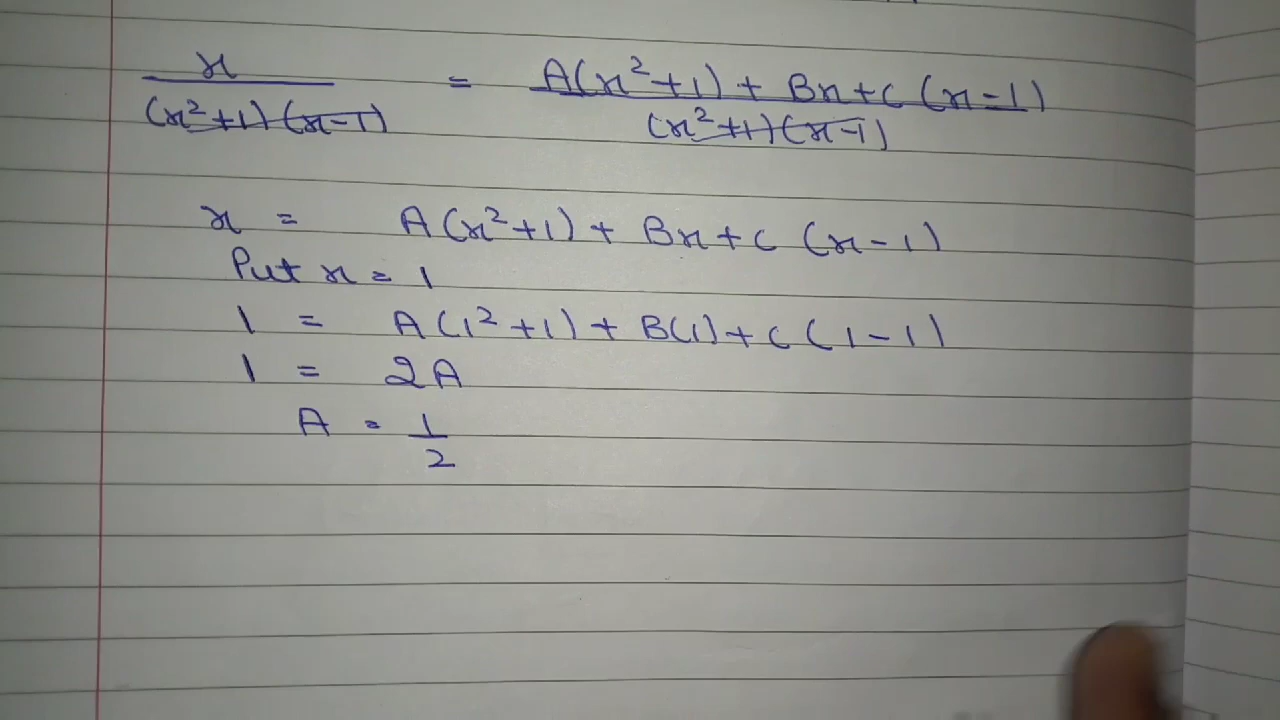 x / (x²+1)(x-1) = A(x²+1) + Bx+C (x-1) / (x²+1)(x-1)
x = A(x²+1) + Bx+C (x-1)
Put x = 1
1 = A(1²+1) + B(1)+C(1-1)
1 = 2A
A = 1/2